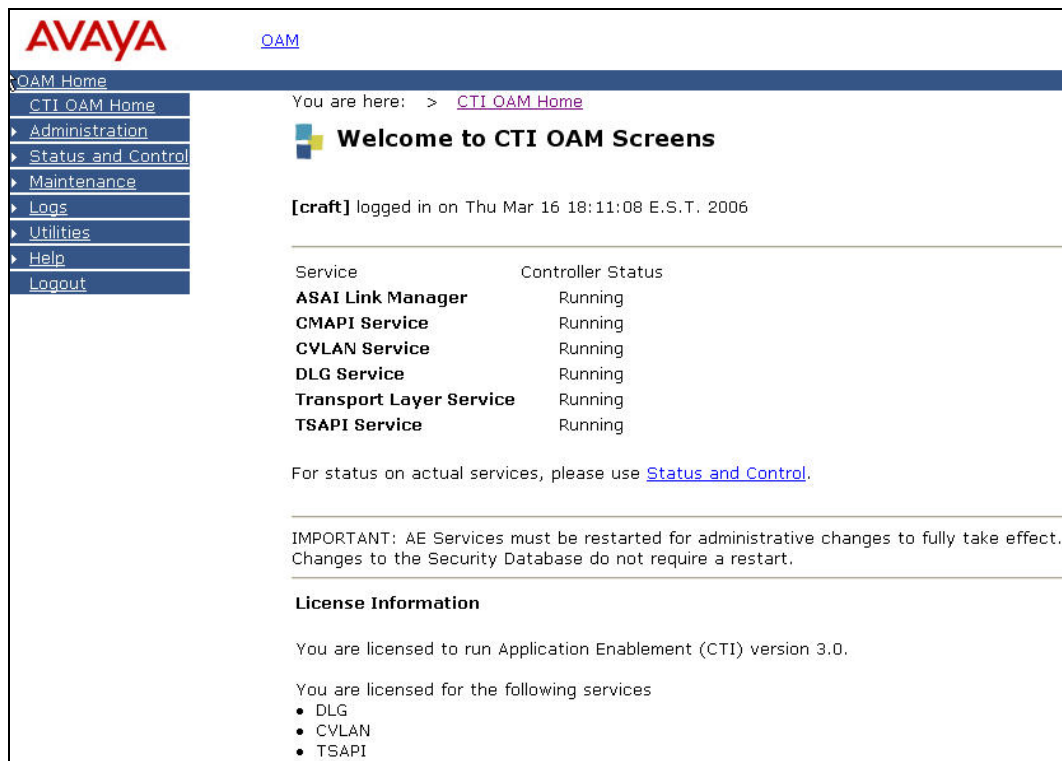 AVAYA
OAM
OAM Home
CTI OAM Home
Administration
Status and Control
Maintenance
Logs
Utilities
Help
Logout
You are here: > CTI OAM Home
Welcome to CTI OAM Screens
[craft] logged in on Thu Mar 16 18:11:08 E.S.T. 2006
Service Controller Status
ASAI Link Manager Running
CMAPI Service Running
CVLAN Service Running
DLG Service Running
Transport Layer Service Running
TSAPI Service Running
For status on actual services, please use Status and Control.
IMPORTANT: AE Services must be restarted for administrative changes to fully take effect.
Changes to the Security Database do not require a restart.
License Information
You are licensed to run Application Enablement (CTI) version 3.0.
You are licensed for the following services
• DLG
• CVLAN
• TSAPI